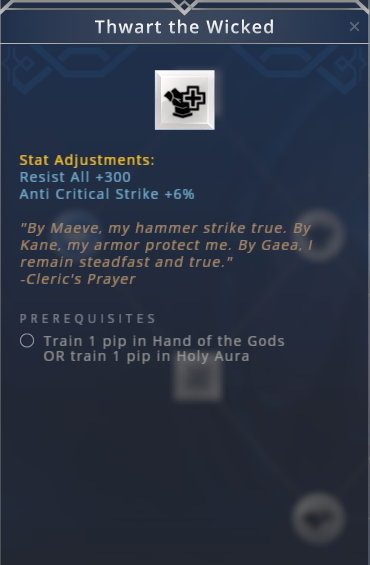 Thwart the Wicked
Stat Adjustments:
Resist All +300
Anti Critical Strike +6%
"By Maeve, my hammer strike true. By
Kane, my armor protect me. By Gaea, I
remain steadfast and true."
-Cleric's Prayer
PREREQUISITES
Train 1 pip in Hand of the Gods
OR train 1 pip in Holy Aura